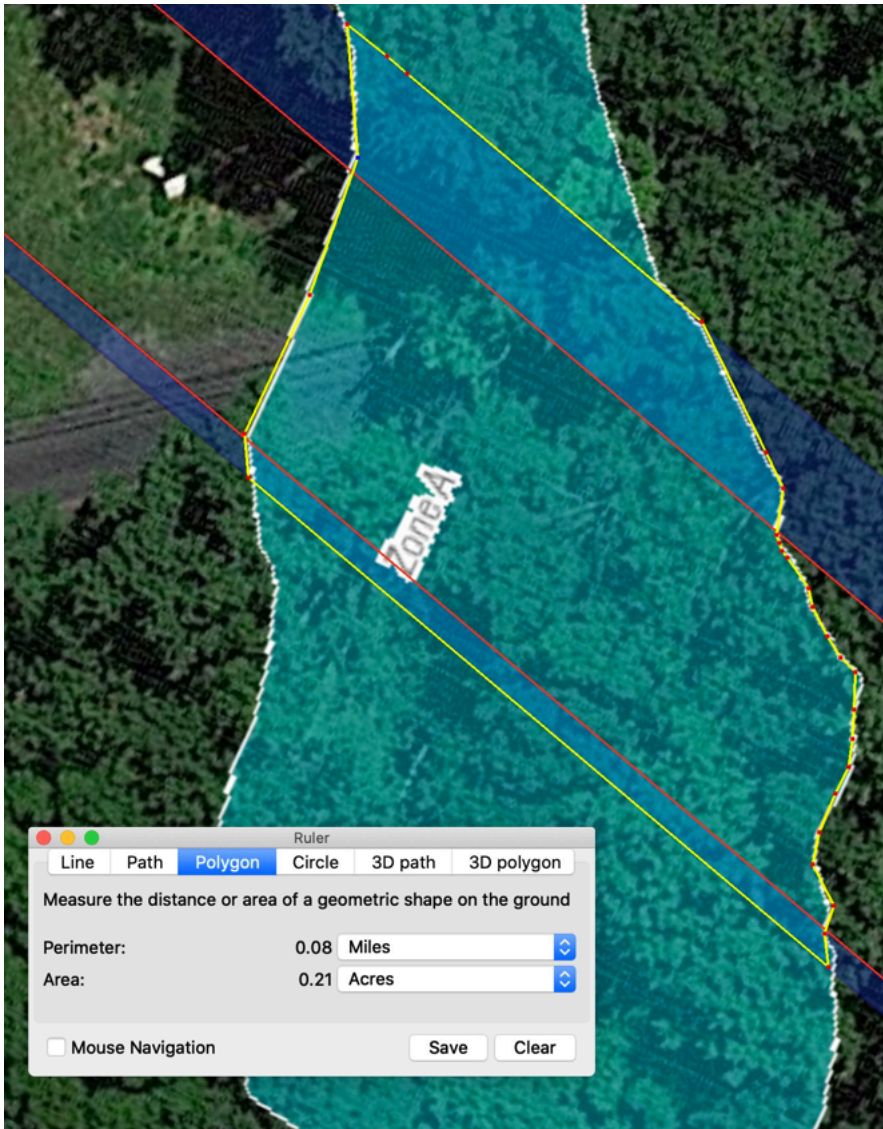 Zone A
Ruler
Line Path Polygon Circle 3D path 3D polygon
Measure the distance or area of a geometric shape on the ground
Perimeter: 0.08 Miles
Area: 0.21 Acres
Mouse Navigation Save Clear